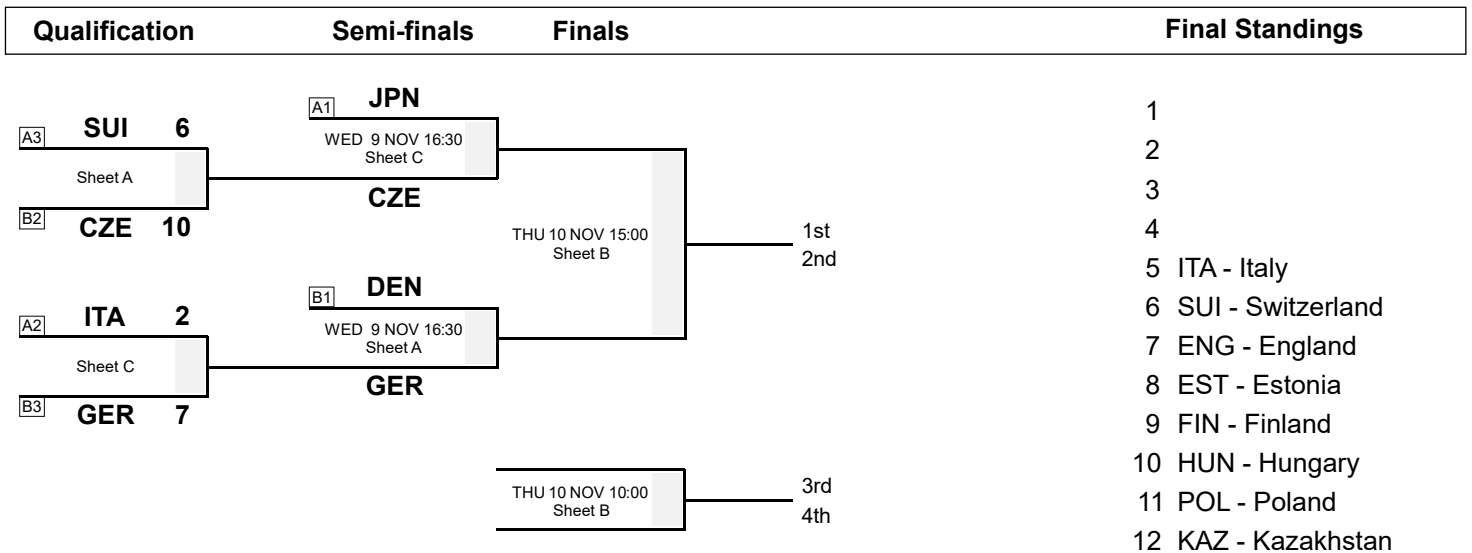 Qualification Semi-finals Finals Final Standings
A1 JPN
A3 SUI 6
WED 9 NOV 16:30
Sheet C
Sheet A
CZE
B2 CZE 10
THU 10 NOV 15:00
Sheet B
1st
2nd
B1 DEN
A2 ITA 2
WED 9 NOV 16:30
Sheet A
Sheet C
GER
B3 GER 7
THU 10 NOV 10:00
Sheet B
3rd
4th
1
2
3
4
5 ITA - Italy
6 SUI - Switzerland
7 ENG - England
8 EST - Estonia
9 FIN - Finland
10 HUN - Hungary
11 POL - Poland
12 KAZ - Kazakhstan